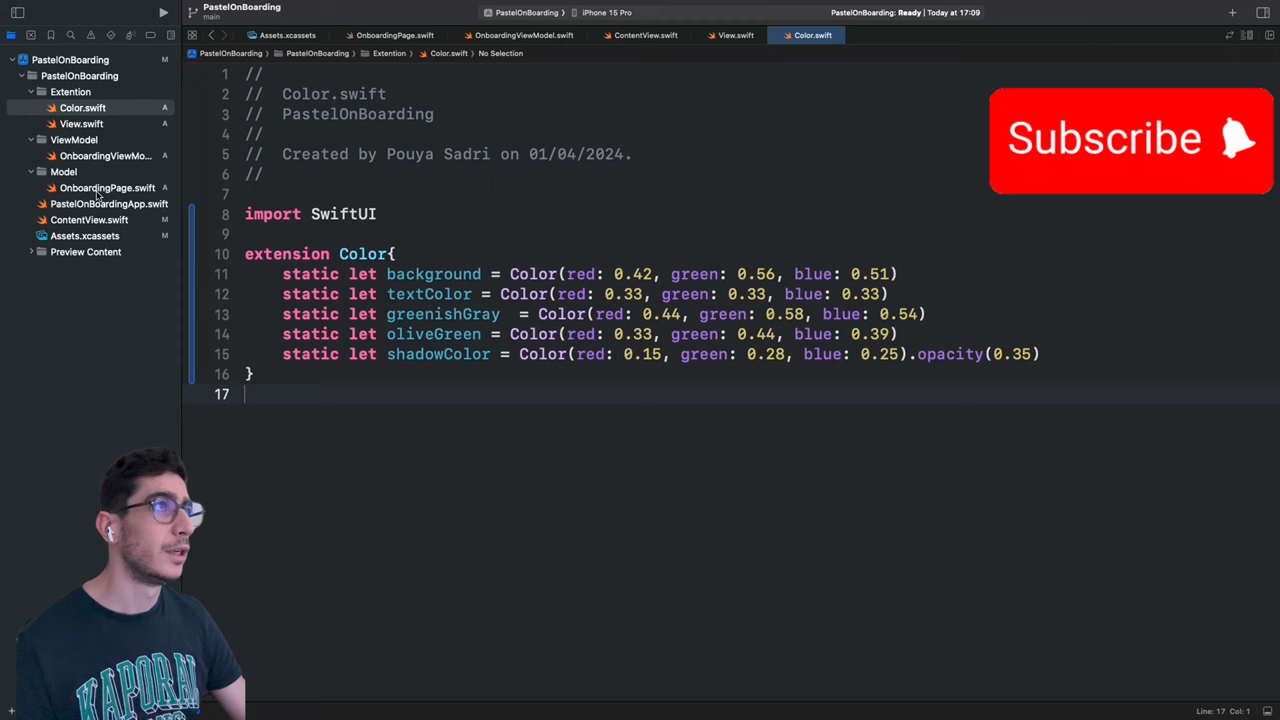 PastelOnBoarding
main
PastelOnBoarding
iPhone 15 Pro
PastelOnBoarding: Ready | Today at 17:09
Assets.xcassets
OnboardingPage.swift
OnboardingViewModel.swift
ContentView.swift
View.swift
Color.swift
PastelOnBoarding
PastelOnBoarding
Extention
Color.swift
No Selection
PastelOnBoarding M
PastelOnBoarding
Extention
Color.swift A
View.swift A
ViewModel
OnboardingViewMo... A
Model
OnboardingPage.swift A
PastelOnBoardingApp.swift
ContentView.swift M
Assets.xcassets M
Preview Content
1 //
2 // Color.swift
3 // PastelOnBoarding
4 //
5 // Created by Pouya Sadri on 01/04/2024.
6 //
7
8 import SwiftUI
9
10 extension Color{
11 static let background = Color(red: 0.42, green: 0.56, blue: 0.51)
12 static let textColor = Color(red: 0.33, green: 0.33, blue: 0.33)
13 static let greenishGray  = Color(red: 0.44, green: 0.58, blue: 0.54)
14 static let oliveGreen = Color(red: 0.33, green: 0.44, blue: 0.39)
15 static let shadowColor = Color(red: 0.15, green: 0.28, blue: 0.25).opacity(0.35)
16 }
17
Subscribe
KAPORAL
Line: 17 Col: 1